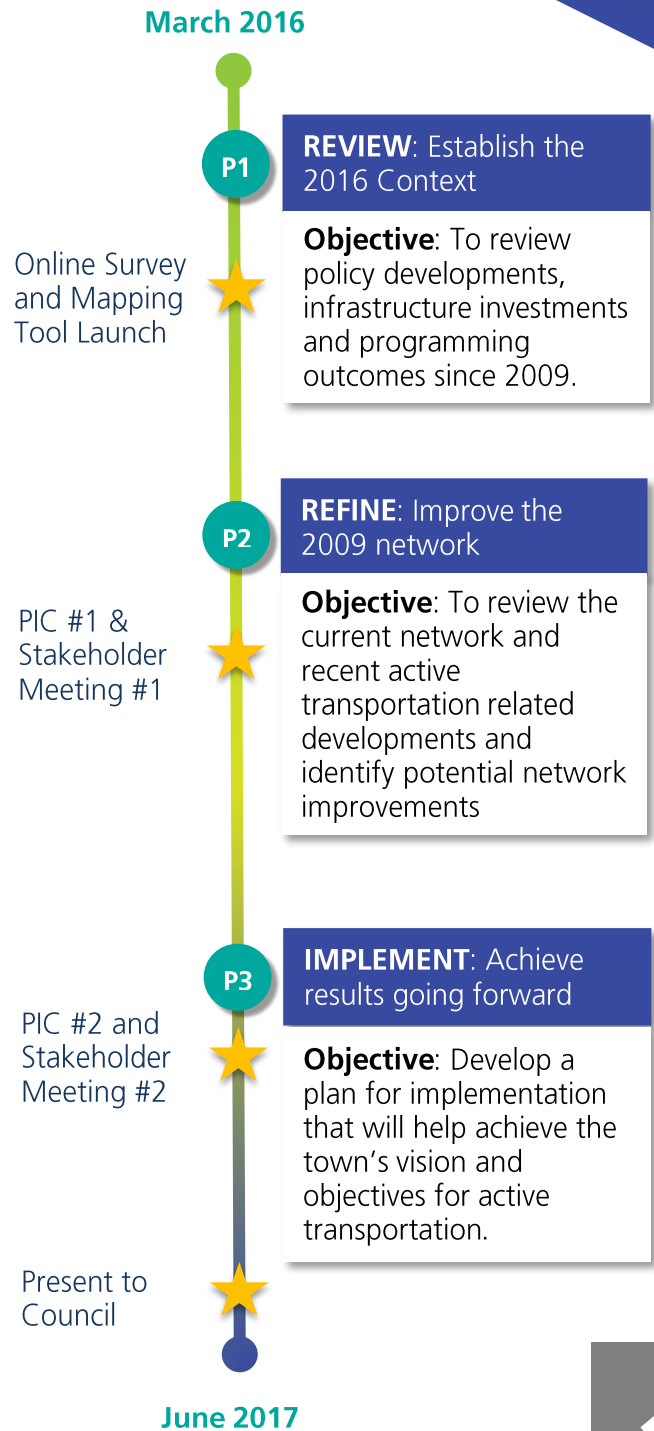 March 2016
P1
REVIEW: Establish the
2016 Context
Objective: To review
policy developments,
infrastructure investments
and programming
outcomes since 2009.
Online Survey
and Mapping
Tool Launch
P2
REFINE: Improve the
2009 network
Objective: To review the
current network and
recent active
transportation related
developments and
identify potential network
improvements
PIC #1 &
Stakeholder
Meeting #1
P3
IMPLEMENT: Achieve
results going forward
Objective: Develop a
plan for implementation
that will help achieve the
town's vision and
objectives for active
transportation.
PIC #2 and
Stakeholder
Meeting #2
Present to
Council
June 2017